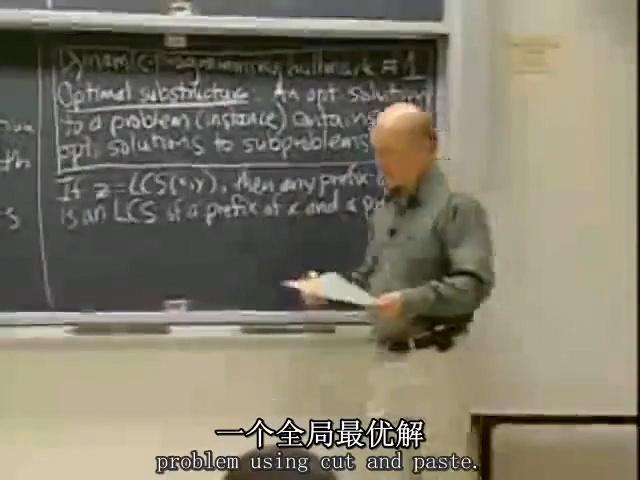 Dynamic-programming hallmark #1
Optimal substructure. An opt. solution
to a problem (instance) contains
opt. solutions to subproblems
If z = LCS(x,y), then any prefix
is an LCS of a prefix of x and a
一个全局最优解
problem using cut and paste.